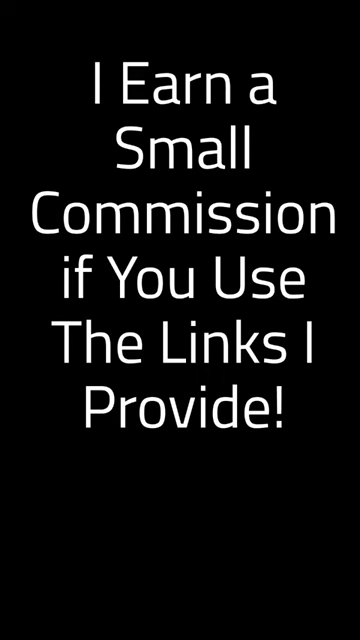 I Earn a
Small
Commission
if You Use
The Links I
Provide!